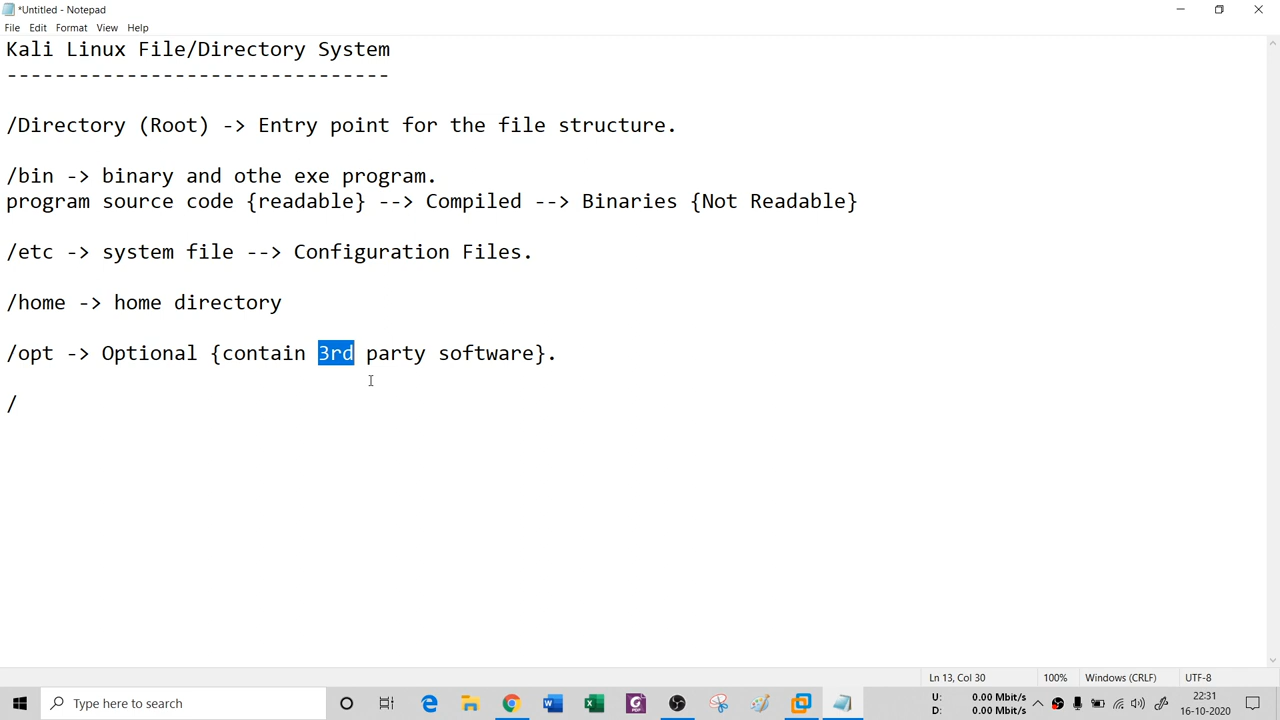 *Untitled - Notepad
File Edit Format View Help
Kali Linux File/Directory System
--------------------------------
/Directory (Root) -> Entry point for the file structure.
/bin -> binary and othe exe program.
program source code {readable} --> Compiled --> Binaries {Not Readable}
/etc -> system file --> Configuration Files.
/home -> home directory
/opt -> Optional {contain 3rd party software}.
/
Ln 13, Col 30 100% Windows (CRLF) UTF-8
Type here to search
U: 0.00 Mbit/s
D: 0.00 Mbit/s
22:31
16-10-2020